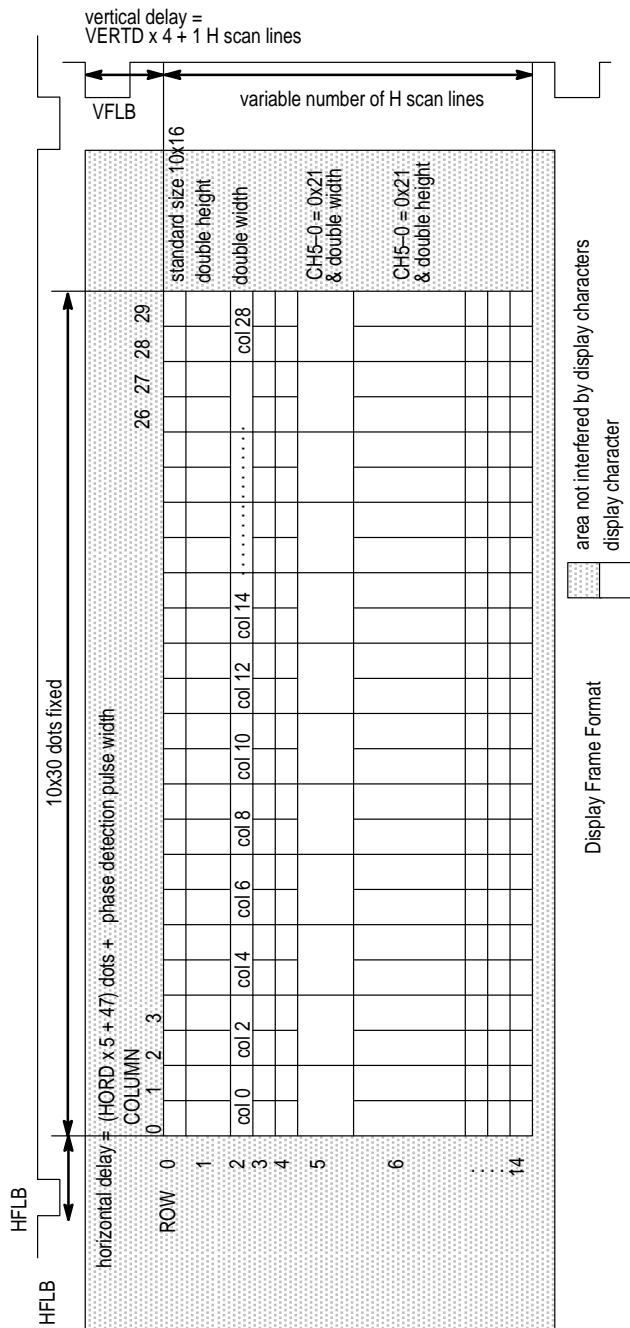 vertical delay =
VERTD x 4 + 1 H scan lines
VFLB
variable number of H scan lines
HFLB
HFLB
10x30 dots fixed
horizontal delay = (HORD x 5 + 47) dots + phase detection pulse width
COLUMN
0 1 2 3 26 27 28 29
ROW
0 standard size 10x16
1 double height
2 col 0 col 2 col 4 col 6 col 8 col 10 col 12 col 14 . . . . . . . . . . . . . col 28 double width
3
4
5 CH5–0 = 0x21
& double width
6 CH5–0 = 0x21
& double height
. . . . .
14
area not interfered by display characters
display character
Display Frame Format